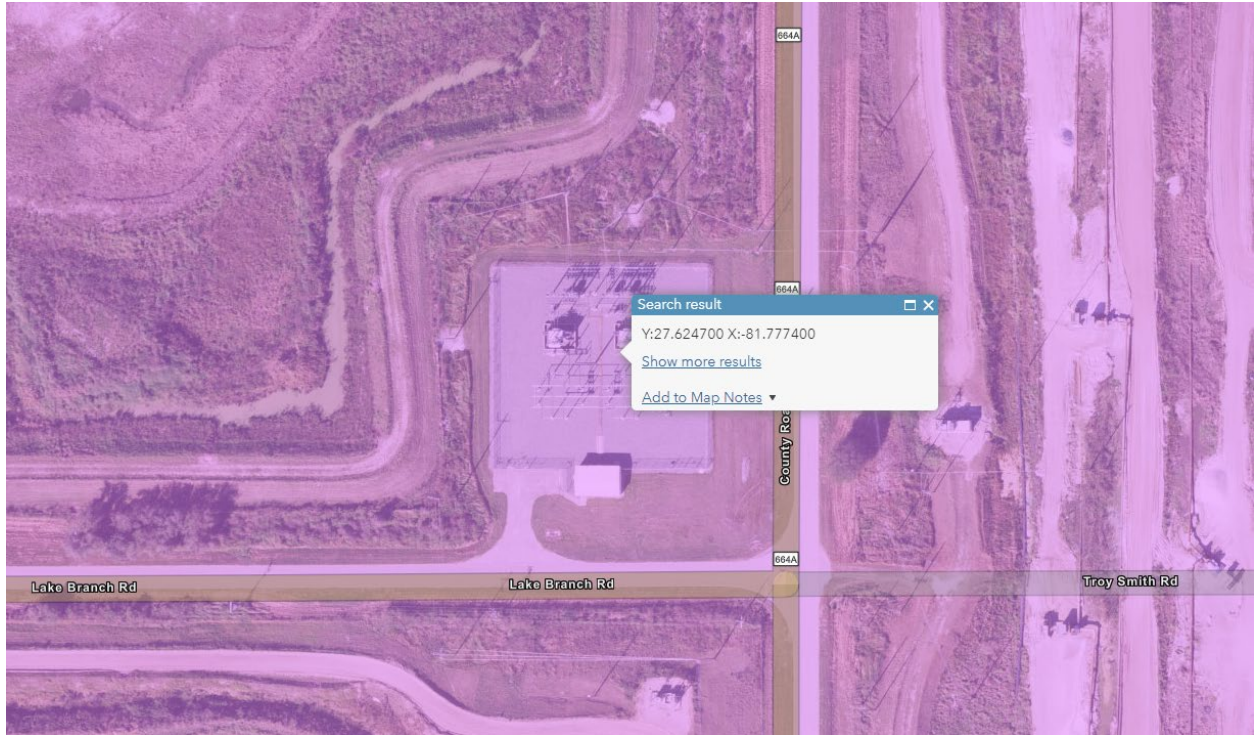 664A
664A
Search result
Y:27.624700 X:-81.777400
Show more results
Add to Map Notes
County Roa
664A
Lake Branch Rd
Lake Branch Rd
Troy Smith Rd